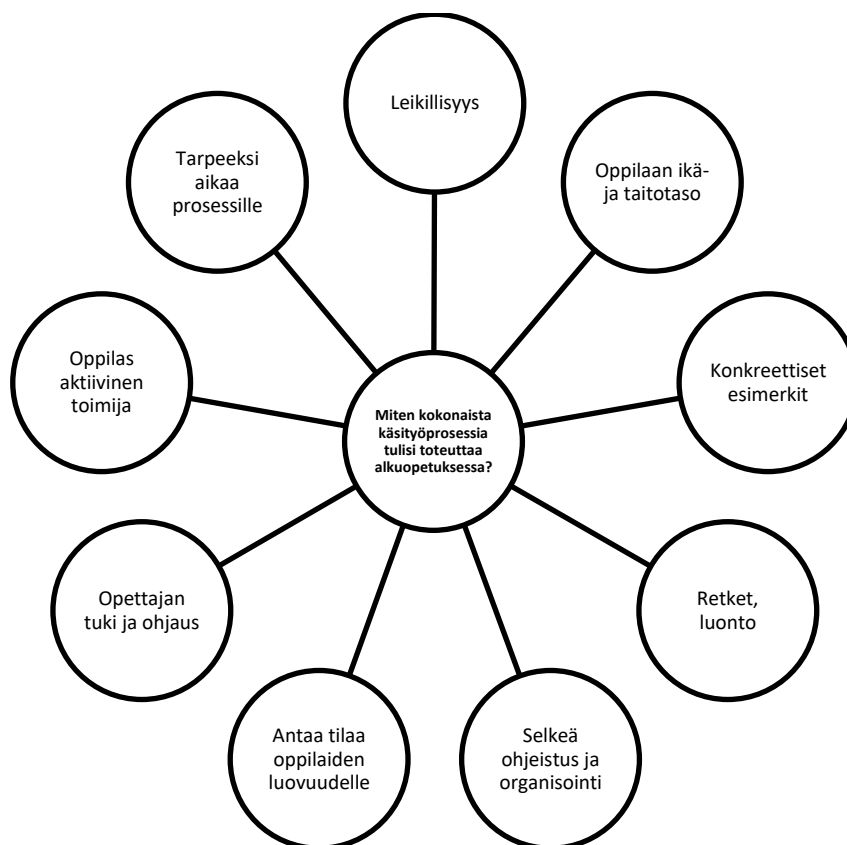 Leikillisyys
Oppilaan ikä-
ja taitotaso
Konkreettiset
esimerkit
Retket,
luonto
Selkeä
ohjeistus ja
organisointi
Antaa tilaa
oppilaiden
luovuudelle
Opettajan
tuki ja ohjaus
Oppilas
aktiivinen
toimija
Tarpeeksi
aikaa
prosessille
Miten kokonaista
käsityöprosessia
tulisi toteuttaa
alkuopetuksessa?